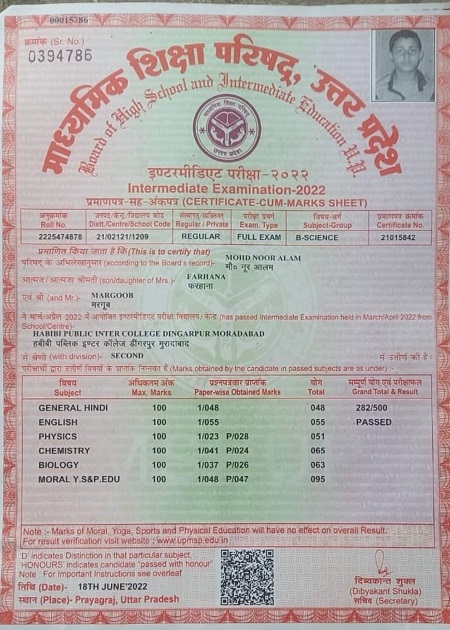 00015786
क्रमांक (Sr. No.)
0394786
माध्यमिक शिक्षा परिषद्, उत्तर प्रदेश
Board of High School and Intermediate Education U.P.
इण्टरमीडिएट परीक्षा-२०२२
Intermediate Examination-2022
प्रमाणपत्र-सह-अंकपत्र (CERTIFICATE-CUM-MARKS SHEET)
अनुक्रमांक जनपद/केन्द्र/विद्यालय कोड संस्थागत/व्यक्तिगत परीक्षा प्रकार विषय-वर्ग प्रमाणपत्र क्रमांक
Roll No. Distt./Centre/School Code Regular / Private Exam. Type Subject-Group Certificate No.
2225474878 21/02121/1209 REGULAR FULL EXAM B-SCIENCE 21015842
प्रमाणित किया जाता है कि (This is to certify that)
परिषद् के अभिलेखानुसार (according to the Board's record)- MOHD NOOR ALAM
मौ० नूर आलम
आत्मज / आत्मजा श्रीमती (son/daughter of Mrs.)- FARHANA
फरहाना
एवं श्री (and Mr.)- MARGOOB
मरगूब
ने मार्च/अप्रैल 2022 में आयोजित इण्टरमीडिएट परीक्षा विद्यालय/ केन्द्र (has passed Intermediate Examination held in March/April 2022 from
School/Centre)-
HABIBI PUBLIC INTER COLLEGE DINGARPUR MORADABAD
हबीबी पब्लिक इण्टर कॉलेज डींगरपुर मुरादाबाद
से श्रेणी (with division)- SECOND में उत्तीर्ण की है।
परीक्षार्थी द्वारा उत्तीर्ण विषयों के प्राप्तांक निम्नवत हैं (Marks obtained by the candidate in passed subjects are as under) :-
विषय अधिकतम अंक प्रश्नपत्रवार प्राप्तांक योग सम्पूर्ण योग एवं परीक्षाफल
Subject Max. Marks Paper-wise Obtained Marks Total Grand Total & Result
GENERAL HINDI 100 1/048 048 282/500
ENGLISH 100 1/055 055 PASSED
PHYSICS 100 1/023 P/028 051
CHEMISTRY 100 1/041 P/024 065
BIOLOGY 100 1/037 P/026 063
MORAL Y.S&P.EDU 100 1/048 P/047 095
Note :- Marks of Moral, Yoga, Sports and Physical Education will have no effect on overall Result.
For result verification visit website : www.upmsp.edu.in
'D' indicates Distinction in that particular subject,
'HONOURS' indicates candidate "passed with honour"
Note : For Important Instructions see overleaf
तिथि (Date)- 18TH JUNE'2022
स्थान (Place)- Prayagraj, Uttar Pradesh
दिव्यकान्त शुक्ल
(Dibyakant Shukla)
सचिव (Secretary)